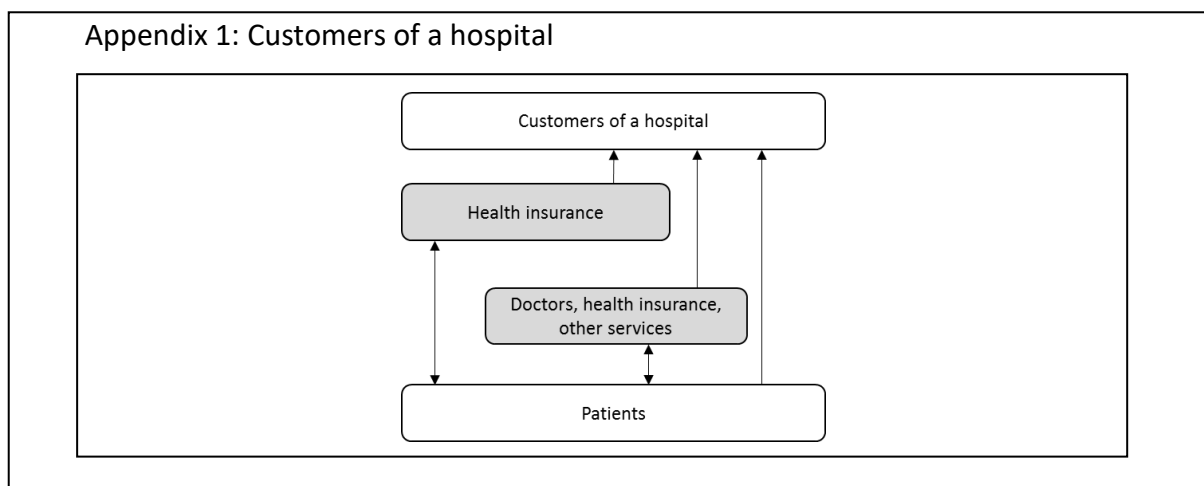 Appendix 1: Customers of a hospital
Customers of a hospital
Health insurance
Doctors, health insurance,
other services
Patients